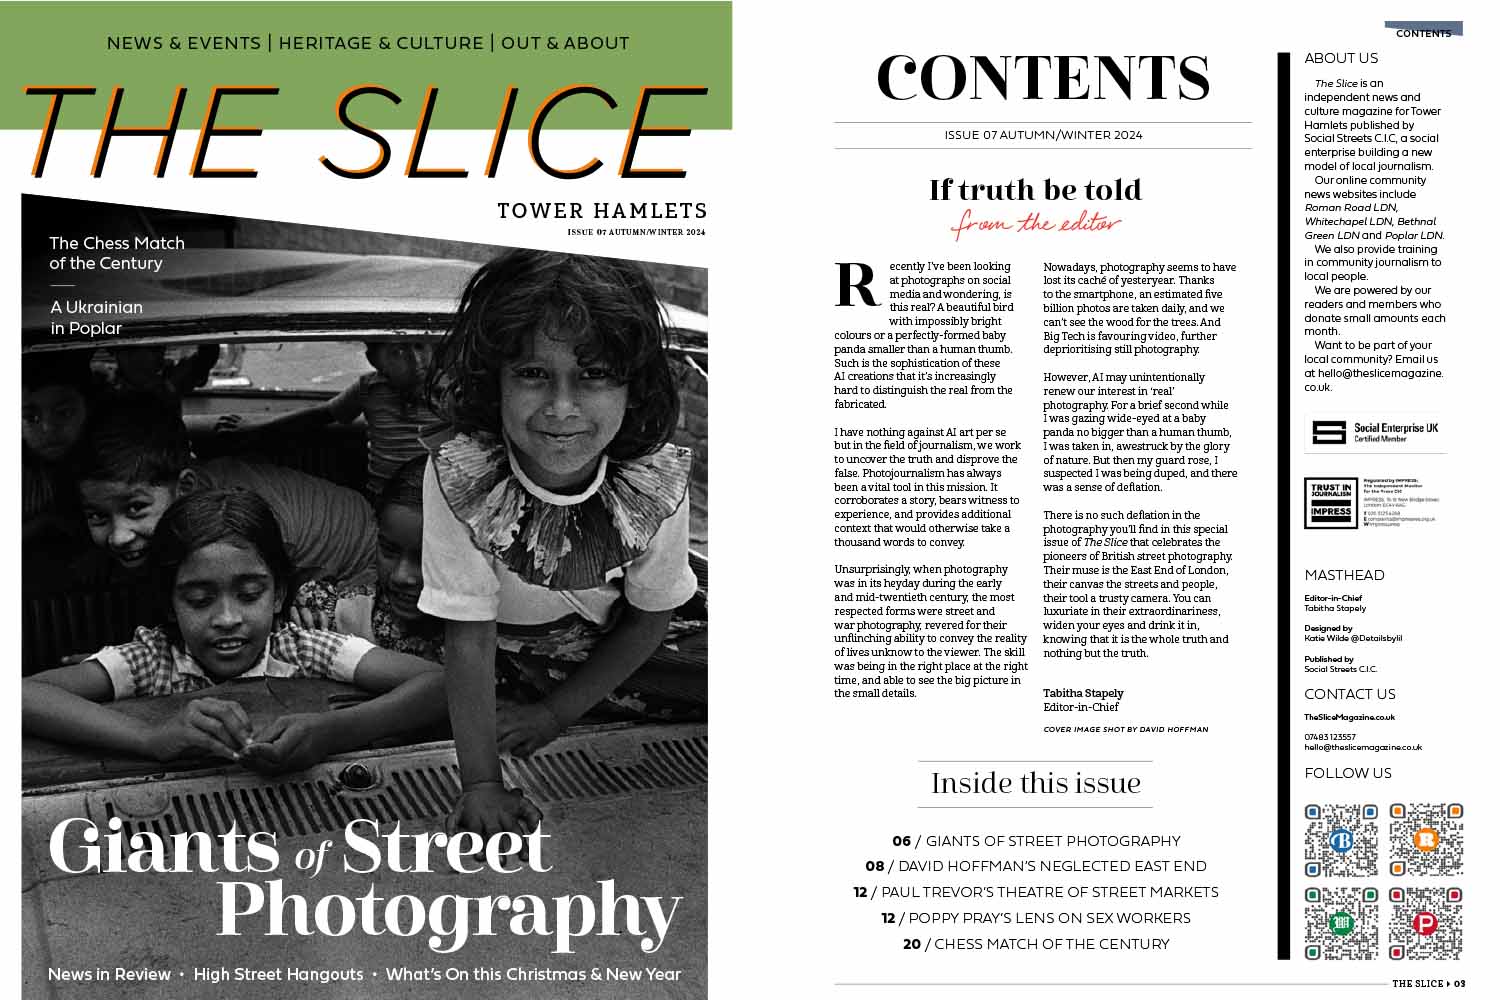 NEWS & EVENTS | HERITAGE & CULTURE | OUT & ABOUT
THE SLICE
TOWER HAMLETS
ISSUE 07 AUTUMN/WINTER 2024
The Chess Match
of the Century
A Ukrainian
in Poplar
Giants of Street
Photography
News in Review • High Street Hangouts • What's On this Christmas & New Year
CONTENTS
CONTENTS
ISSUE 07 AUTUMN/WINTER 2024
If truth be told
from the editor
Recently I've been looking
at photographs on social
media and wondering, is
this real? A beautiful bird
with impossibly bright
colours or a perfectly-formed baby
panda smaller than a human thumb.
Such is the sophistication of these
AI creations that it's increasingly
hard to distinguish the real from the
fabricated.
I have nothing against AI art per se
but in the field of journalism, we work
to uncover the truth and disprove the
false. Photojournalism has always
been a vital tool in this mission. It
corroborates a story, bears witness to
experience, and provides additional
context that would otherwise take a
thousand words to convey.
Unsurprisingly, when photography
was in its heyday during the early
and mid-twentieth century, the most
respected forms were street and
war photography, revered for their
unflinching ability to convey the reality
of lives unknow to the viewer. The skill
was being in the right place at the right
time, and able to see the big picture in
the small details.
Nowadays, photography seems to have
lost its caché of yesteryear. Thanks
to the smartphone, an estimated five
billion photos are taken daily, and we
can't see the wood for the trees. And
Big Tech is favouring video, further
deprioritising still photography.
However, AI may unintentionally
renew our interest in 'real'
photography. For a brief second while
I was gazing wide-eyed at a baby
panda no bigger than a human thumb,
I was taken in, awestruck by the glory
of nature. But then my guard rose, I
suspected I was being duped, and there
was a sense of deflation.
There is no such deflation in the
photography you'll find in this special
issue of The Slice that celebrates the
pioneers of British street photography.
Their muse is the East End of London,
their canvas the streets and people,
their tool a trusty camera. You can
luxuriate in their extraordinariness,
widen your eyes and drink it in,
knowing that it is the whole truth and
nothing but the truth.
Tabitha Stapely
Editor-in-Chief
COVER IMAGE SHOT BY DAVID HOFFMAN
Inside this issue
06 / GIANTS OF STREET PHOTOGRAPHY
08 / DAVID HOFFMAN'S NEGLECTED EAST END
12 / PAUL TREVOR'S THEATRE OF STREET MARKETS
12 / POPPY PRAY'S LENS ON SEX WORKERS
20 / CHESS MATCH OF THE CENTURY
ABOUT US
The Slice is an
independent news and
culture magazine for Tower
Hamlets published by
Social Streets C.I.C, a social
enterprise building a new
model of local journalism.
Our online community
news websites include
Roman Road LDN,
Whitechapel LDN, Bethnal
Green LDN and Poplar LDN.
We also provide training
in community journalism to
local people.
We are powered by our
readers and members who
donate small amounts each
month.
Want to be part of your
local community? Email us
at hello@theslicemagazine.
co.uk.
Social Enterprise UK
Certified Member
TRUST IN
JOURNALISM
IMPRESS
Regulated by IMPRESS:
The Independent Monitor
for the Press CIC
MASTHEAD
Editor-in-Chief
Tabitha Stapely
Designed by
Katie Wilde @Detailsbylil
Published by
Social Streets C.I.C.
CONTACT US
TheSliceMagazine.co.uk
07483 123557
hello@theslicemagazine.co.uk
FOLLOW US
B
R
W
P
THE SLICE 03